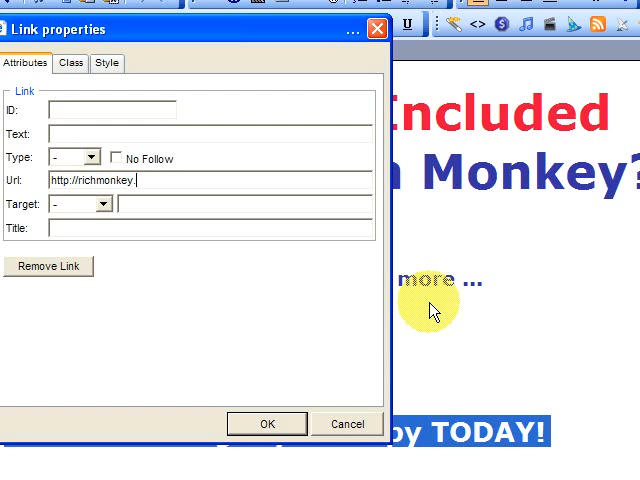 Link properties ...
U <>
Attributes Class Style
Link
ID:
Text:
Type: - No Follow
Url: http://richmonkey.
Target: -
Title:
Remove Link
OK Cancel
Included
Monkey?
more ...
by TODAY!